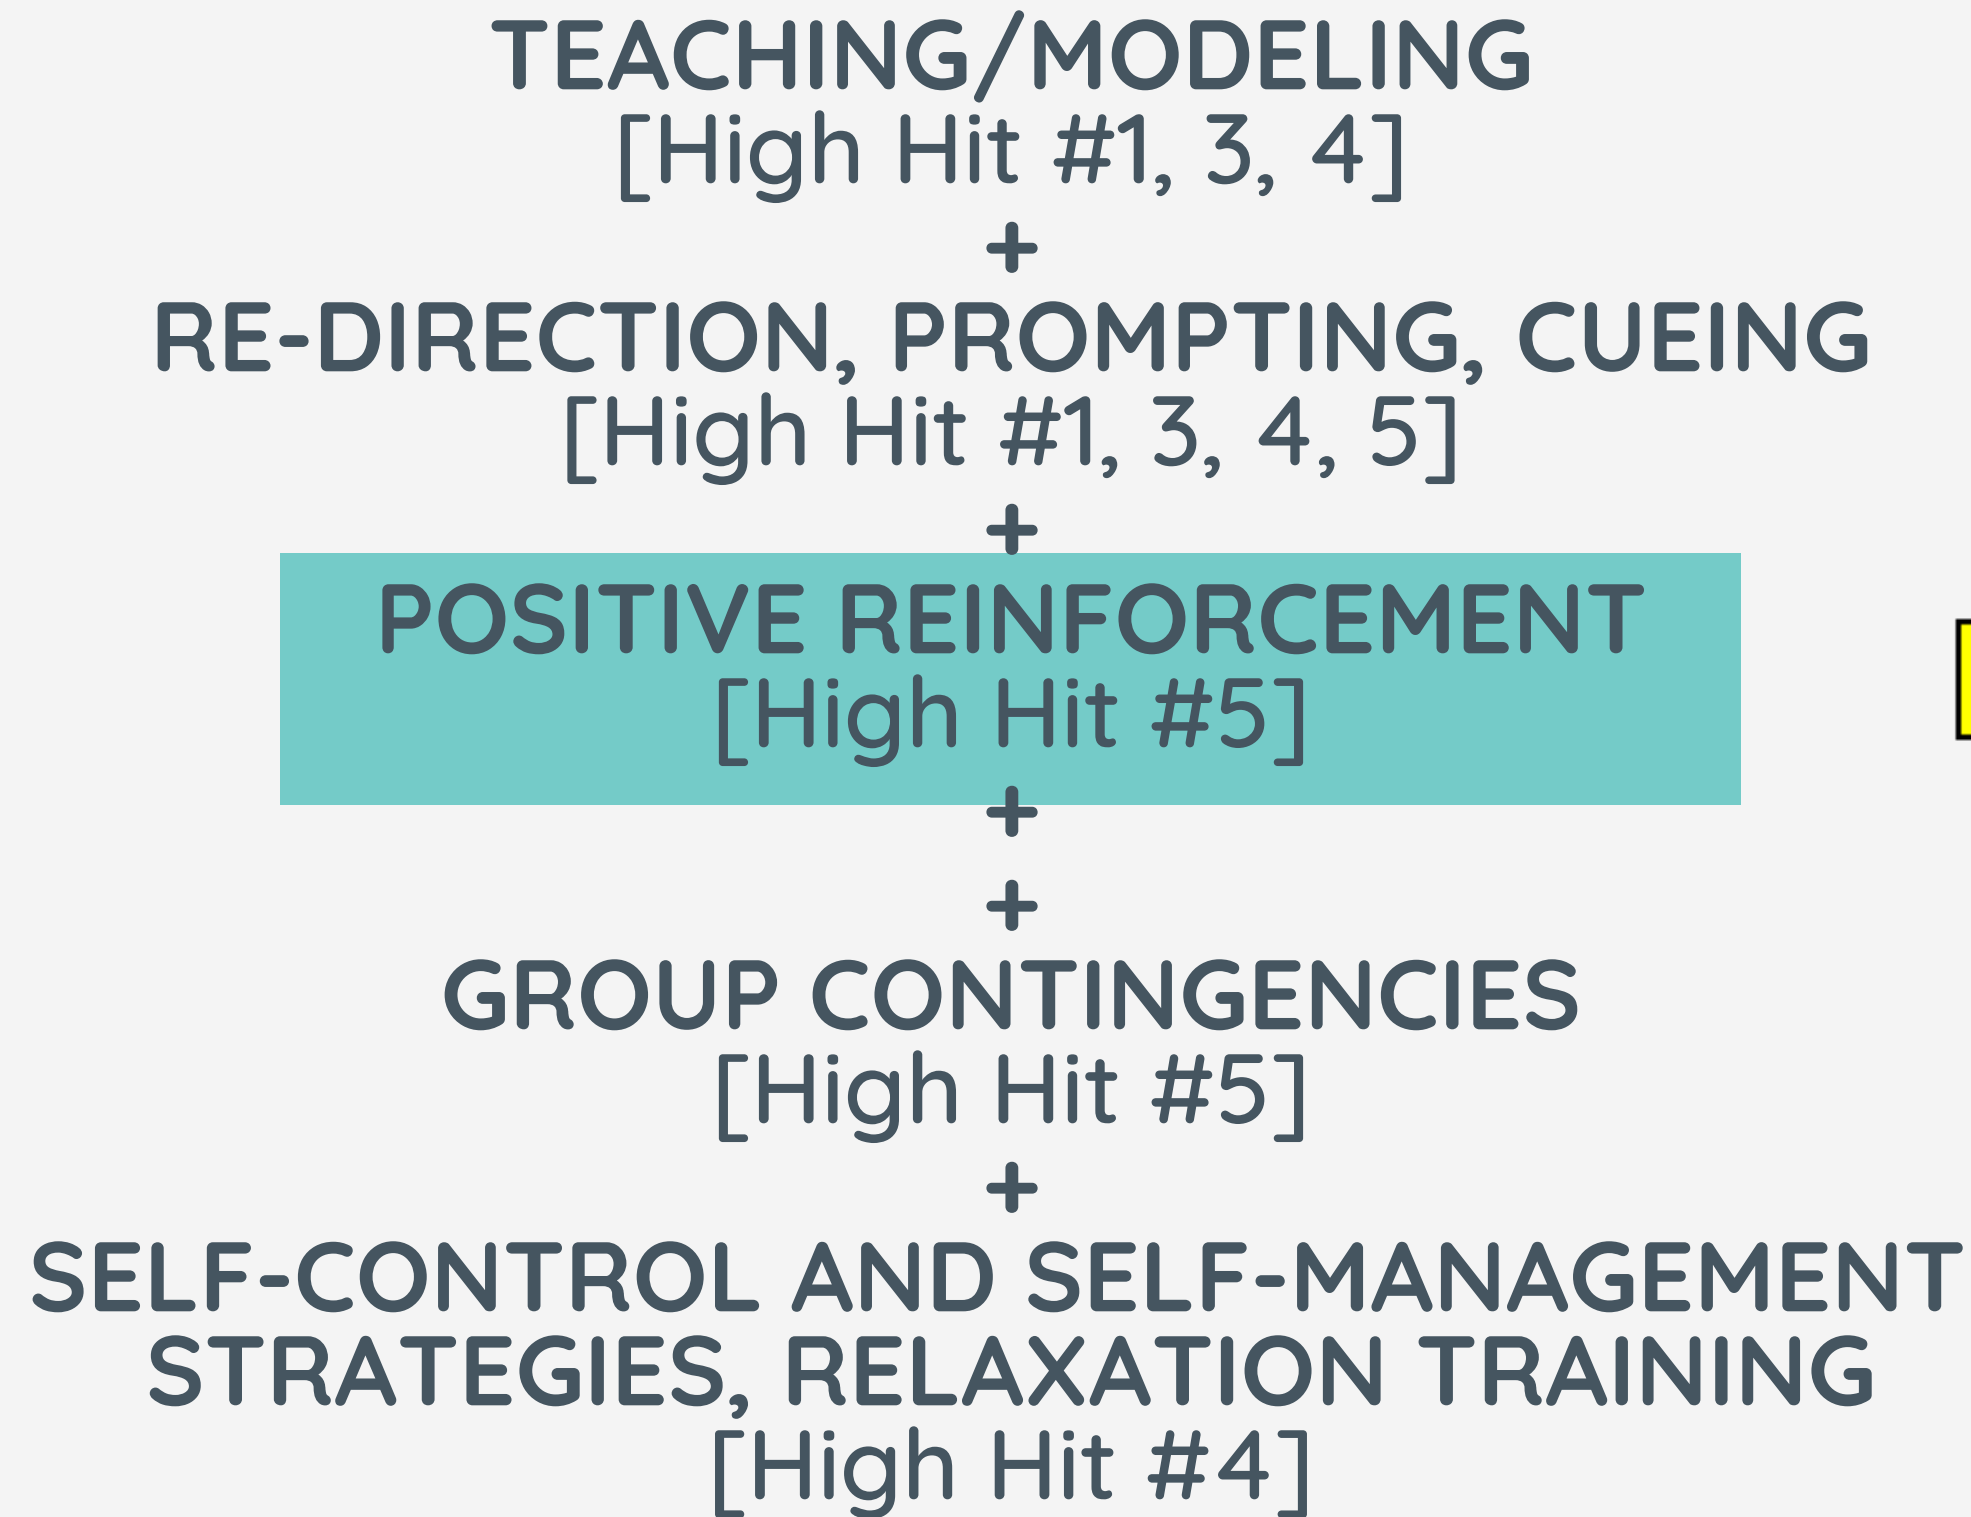 TEACHING/MODELING
[High Hit #1, 3, 4]
+
RE-DIRECTION, PROMPTING, CUEING
[High Hit #1, 3, 4, 5]
+
POSITIVE REINFORCEMENT
[High Hit #5]
+
+
GROUP CONTINGENCIES
[High Hit #5]
+
SELF-CONTROL AND SELF-MANAGEMENT
STRATEGIES, RELAXATION TRAINING
[High Hit #4]